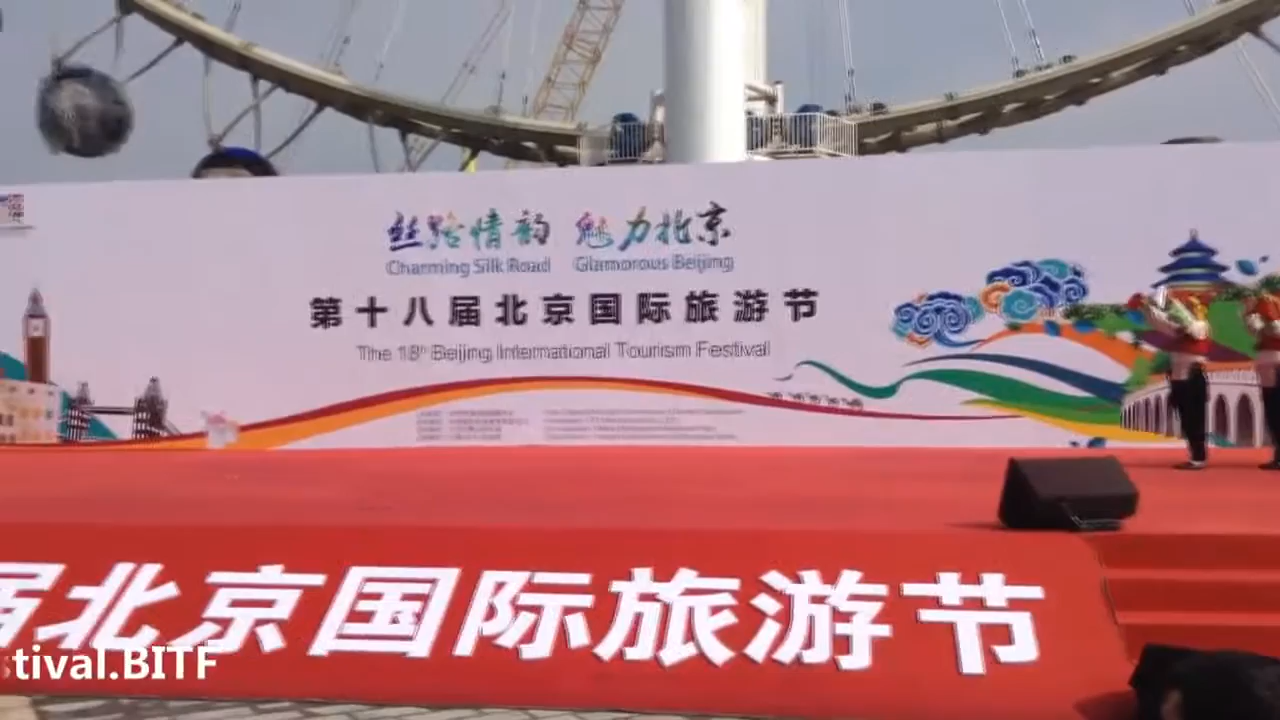 丝路情韵 魅力北京
Charming Silk Road Glamorous Beijing
第十八届北京国际旅游节
The 18th Beijing International Tourism Festival
届北京国际旅游节
stival.BITF